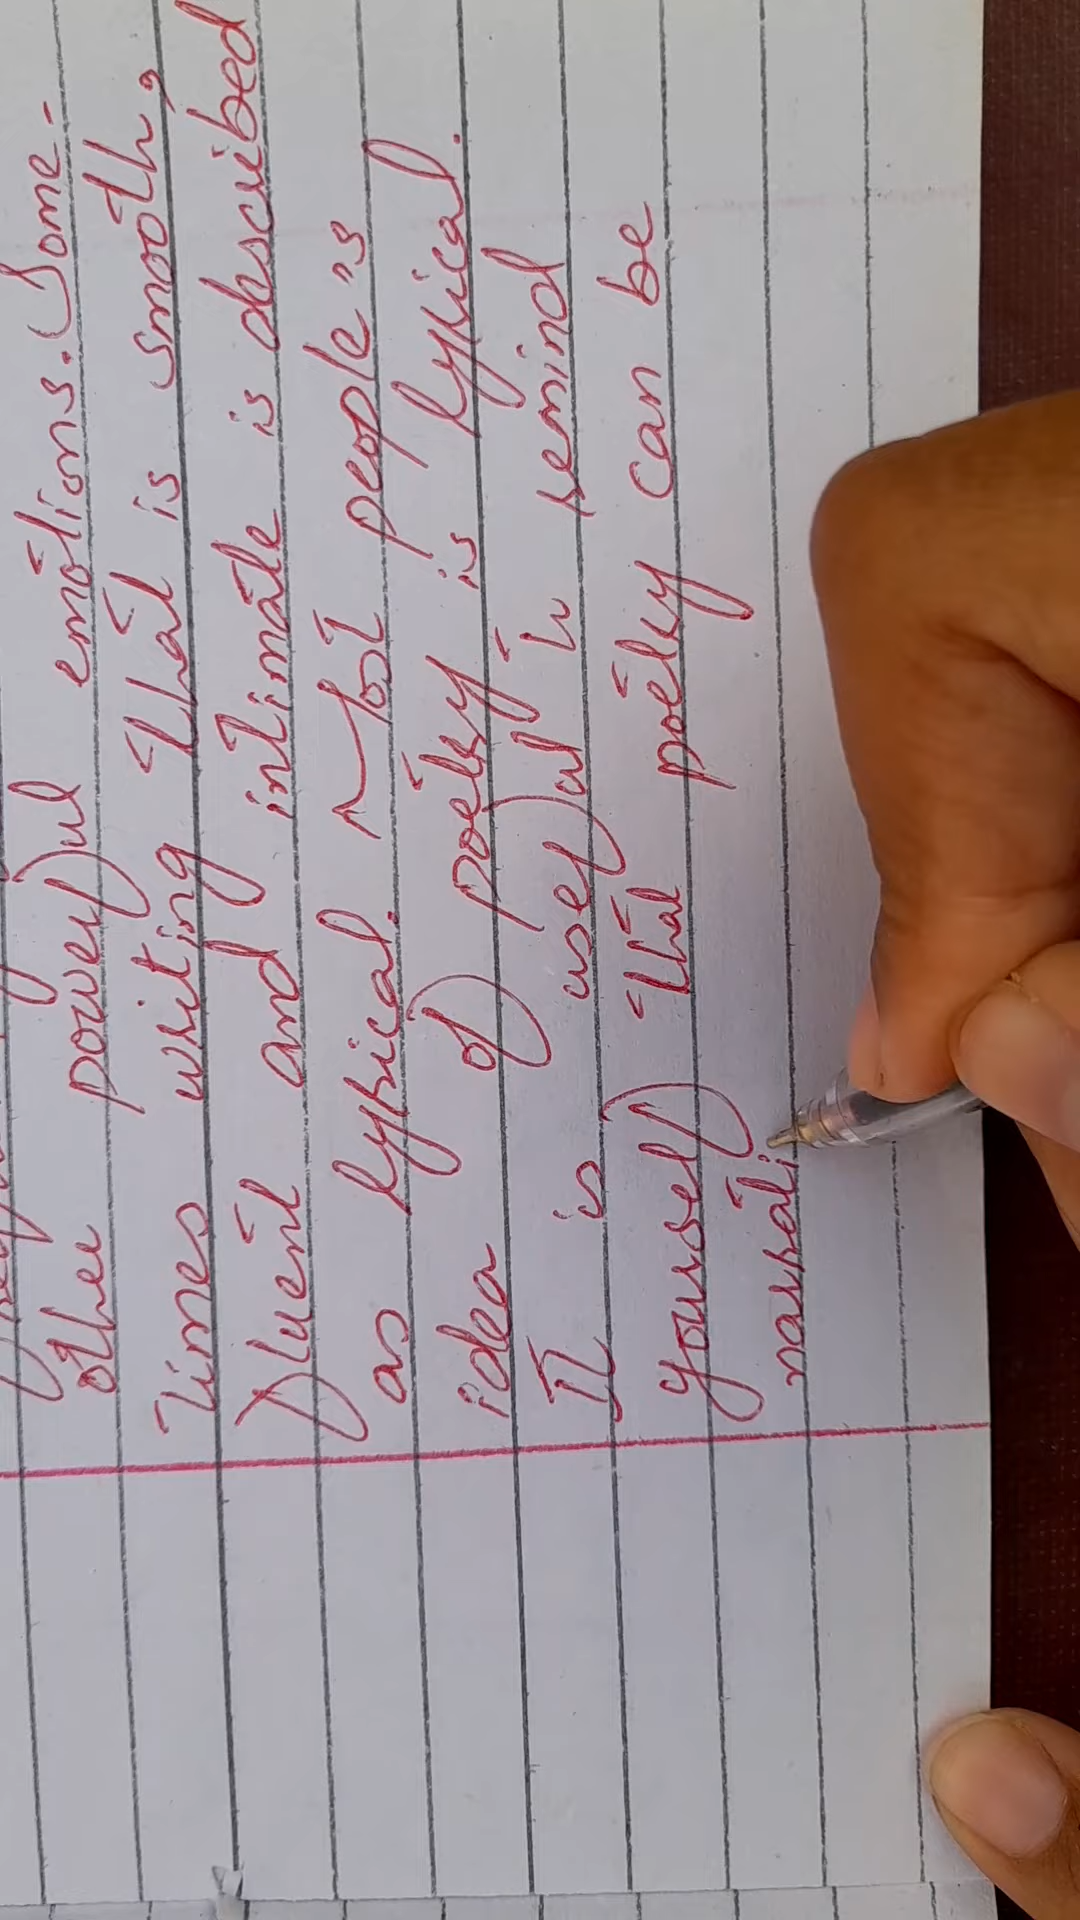 other powerful emotions. Some-
times writing that is smooth,
fluent and intimate is described
as lyrical. Most people's
idea of poetry is lyrical.
It is useful to remind
yourself that poetry can be
narrati